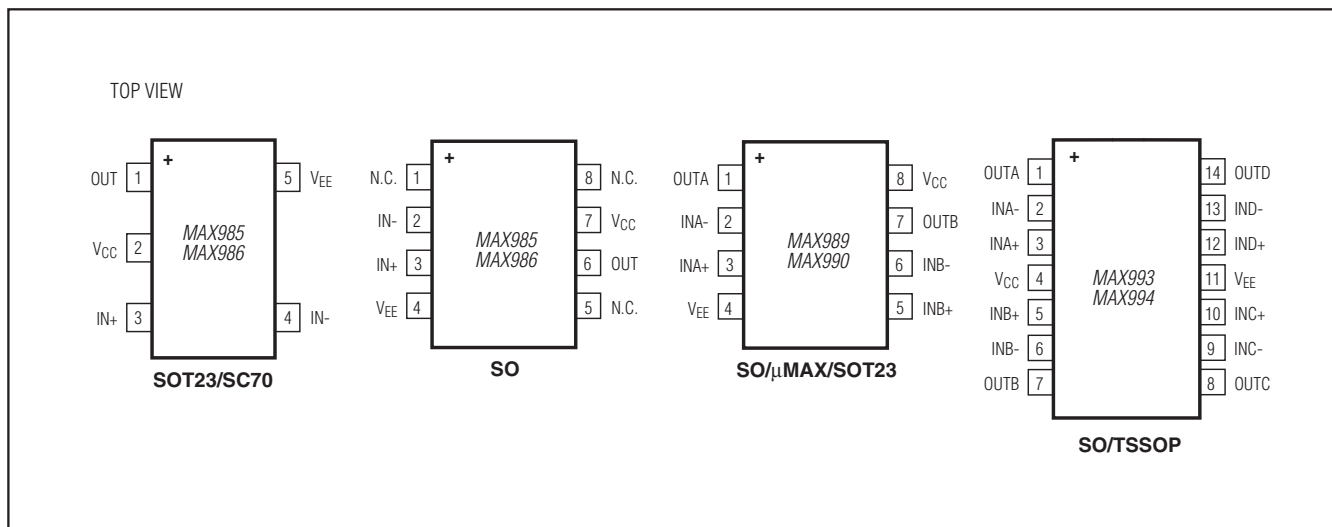 TOP VIEW
+
OUT 1
5 VEE
VCC 2
MAX985
MAX986
IN+ 3
4 IN-
SOT23/SC70
+
N.C. 1
8 N.C.
IN- 2
7 VCC
MAX985
MAX986
IN+ 3
6 OUT
VEE 4
5 N.C.
SO
+
OUTA 1
8 VCC
INA- 2
7 OUTB
MAX989
MAX990
INA+ 3
6 INB-
VEE 4
5 INB+
SO/μMAX/SOT23
+
OUTA 1
14 OUTD
INA- 2
13 IND-
INA+ 3
12 IND+
VCC 4
11 VEE
MAX993
MAX994
INB+ 5
10 INC+
INB- 6
9 INC-
OUTB 7
8 OUTC
SO/TSSOP